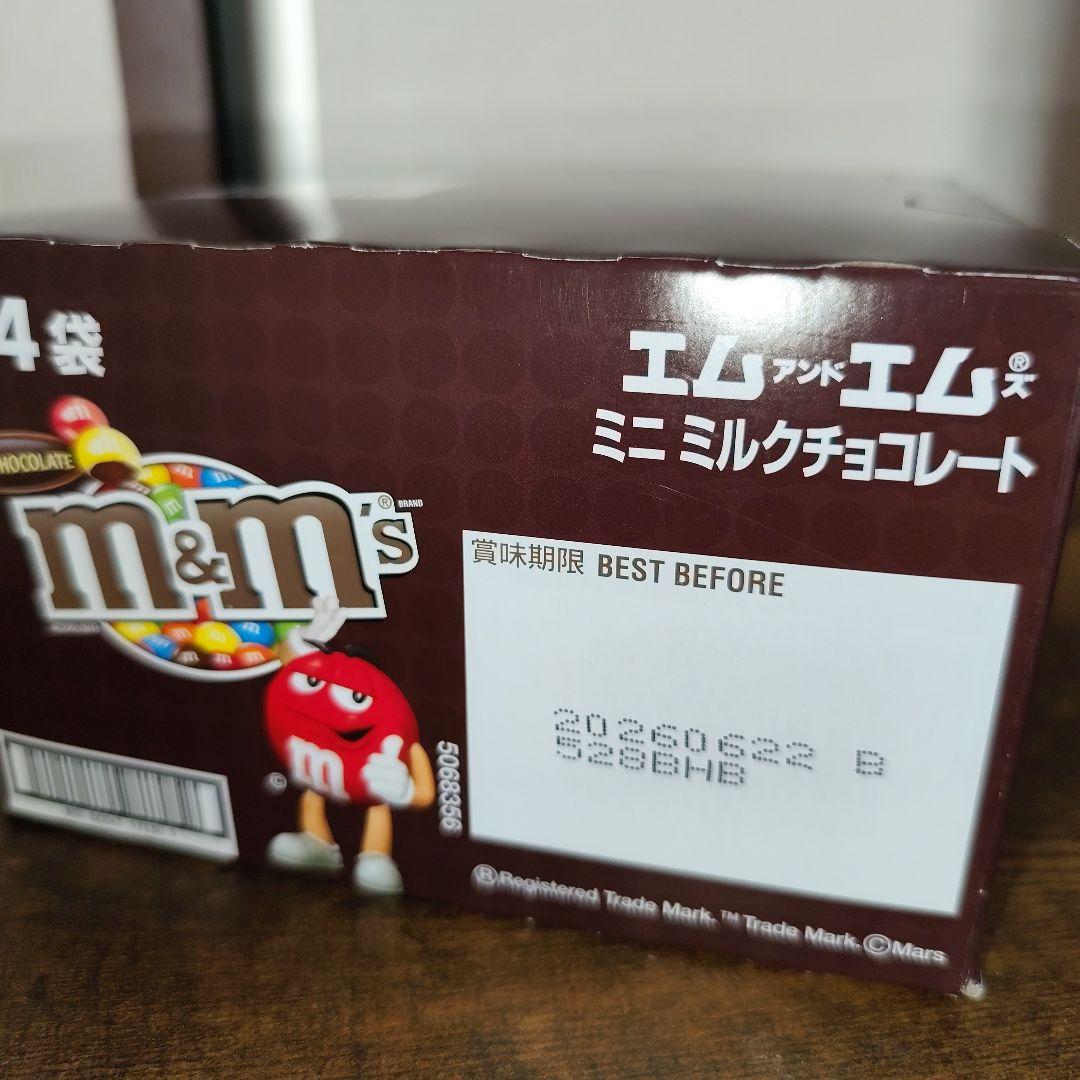 4袋
エムアンドエムズ®
ミニ ミルクチョコレート
CHOCOLATE
m&m's® BRAND
賞味期限 BEST BEFORE
20260622 B
528BHB
m
©
5068356
®Registered Trade Mark. ™Trade Mark. ©Mars